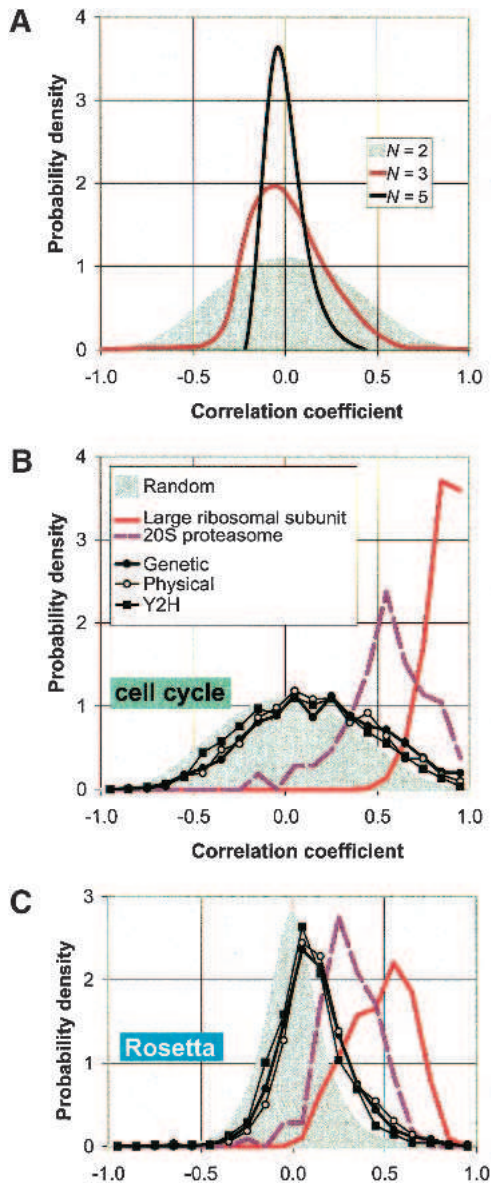 A
4
3
2
1
0
Probability density
N = 2
N = 3
N = 5
-1.0 -0.5 0.0 0.5 1.0
Correlation coefficient
B
4
3
2
1
0
Probability density
Random
Large ribosomal subunit
20S proteasome
Genetic
Physical
Y2H
cell cycle
-1.0 -0.5 0.0 0.5 1.0
Correlation coefficient
C
3
2
1
0
Probability density
Rosetta
-1.0 -0.5 0.0 0.5 1.0